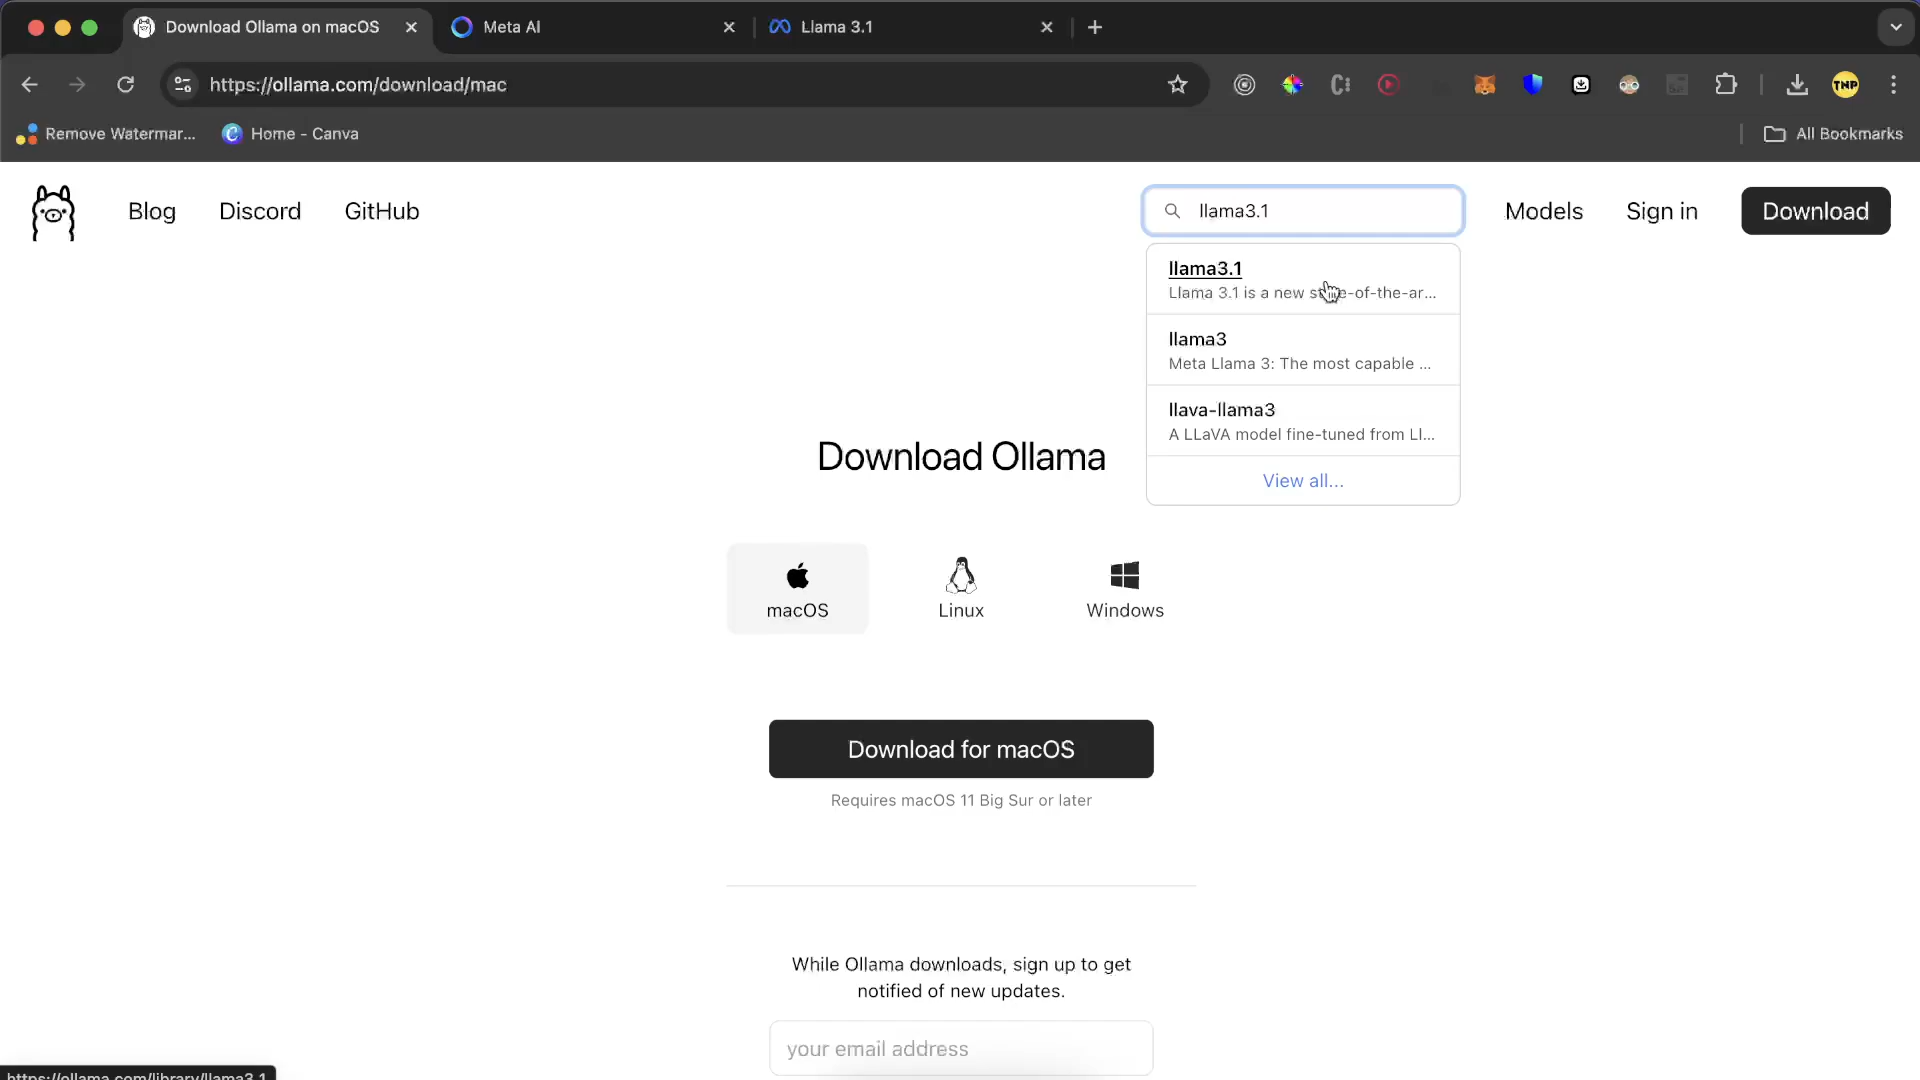 Download Ollama on macOS
Meta AI
Llama 3.1
https://ollama.com/download/mac
TNP
Remove Watermar...
Home - Canva
All Bookmarks
Blog
Discord
GitHub
llama3.1
Models
Sign in
Download
llama3.1
Llama 3.1 is a new state-of-the-ar...
llama3
Meta Llama 3: The most capable ...
llava-llama3
A LLaVA model fine-tuned from Ll...
View all...
Download Ollama
macOS
Linux
Windows
Download for macOS
Requires macOS 11 Big Sur or later
While Ollama downloads, sign up to get
notified of new updates.
your email address
https://ollama.com/library/llama3.1